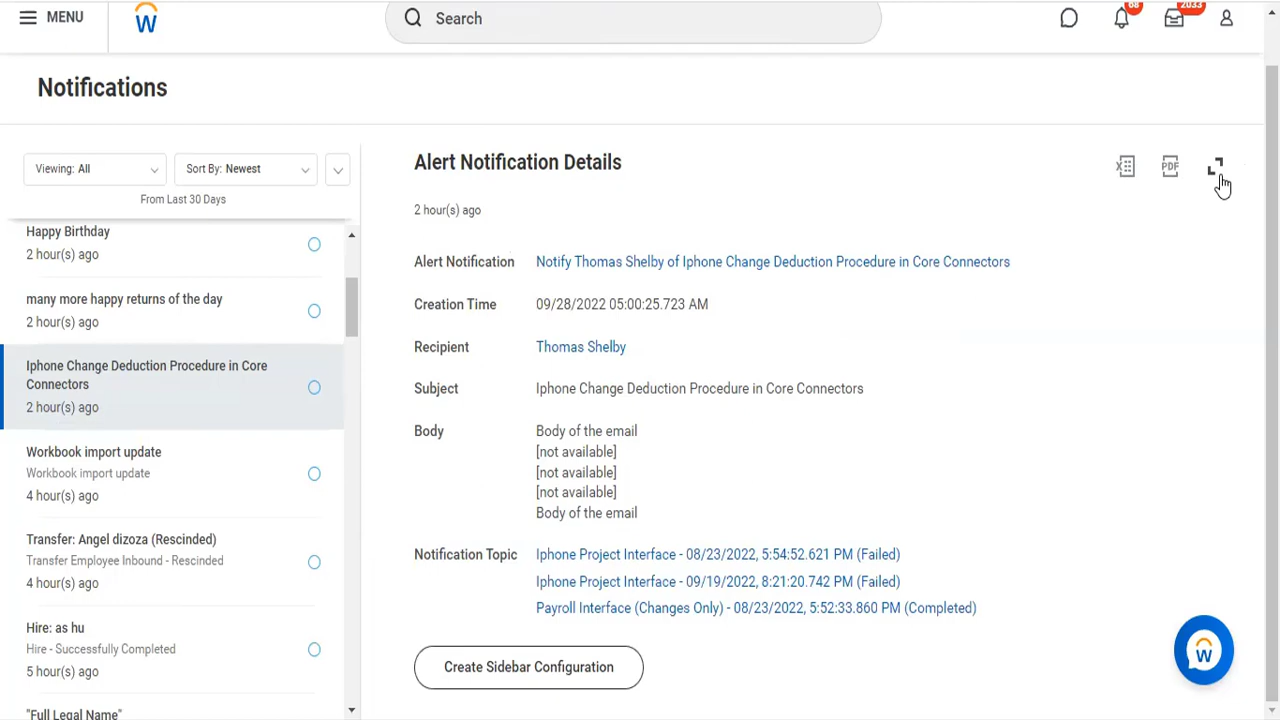 MENU
Search
68
2033
Notifications
Viewing: All
Sort By: Newest
From Last 30 Days
Happy Birthday
2 hour(s) ago
many more happy returns of the day
2 hour(s) ago
Iphone Change Deduction Procedure in Core
Connectors
2 hour(s) ago
Workbook import update
Workbook import update
4 hour(s) ago
Transfer: Angel dizoza (Rescinded)
Transfer Employee Inbound - Rescinded
4 hour(s) ago
Hire: as hu
Hire - Successfully Completed
5 hour(s) ago
"Full Legal Name"
Alert Notification Details
PDF
2 hour(s) ago
Alert Notification Notify Thomas Shelby of Iphone Change Deduction Procedure in Core Connectors
Creation Time 09/28/2022 05:00:25.723 AM
Recipient Thomas Shelby
Subject Iphone Change Deduction Procedure in Core Connectors
Body Body of the email
[not available]
[not available]
[not available]
Body of the email
Notification Topic Iphone Project Interface - 08/23/2022, 5:54:52.621 PM (Failed)
Iphone Project Interface - 09/19/2022, 8:21:20.742 PM (Failed)
Payroll Interface (Changes Only) - 08/23/2022, 5:52:33.860 PM (Completed)
Create Sidebar Configuration